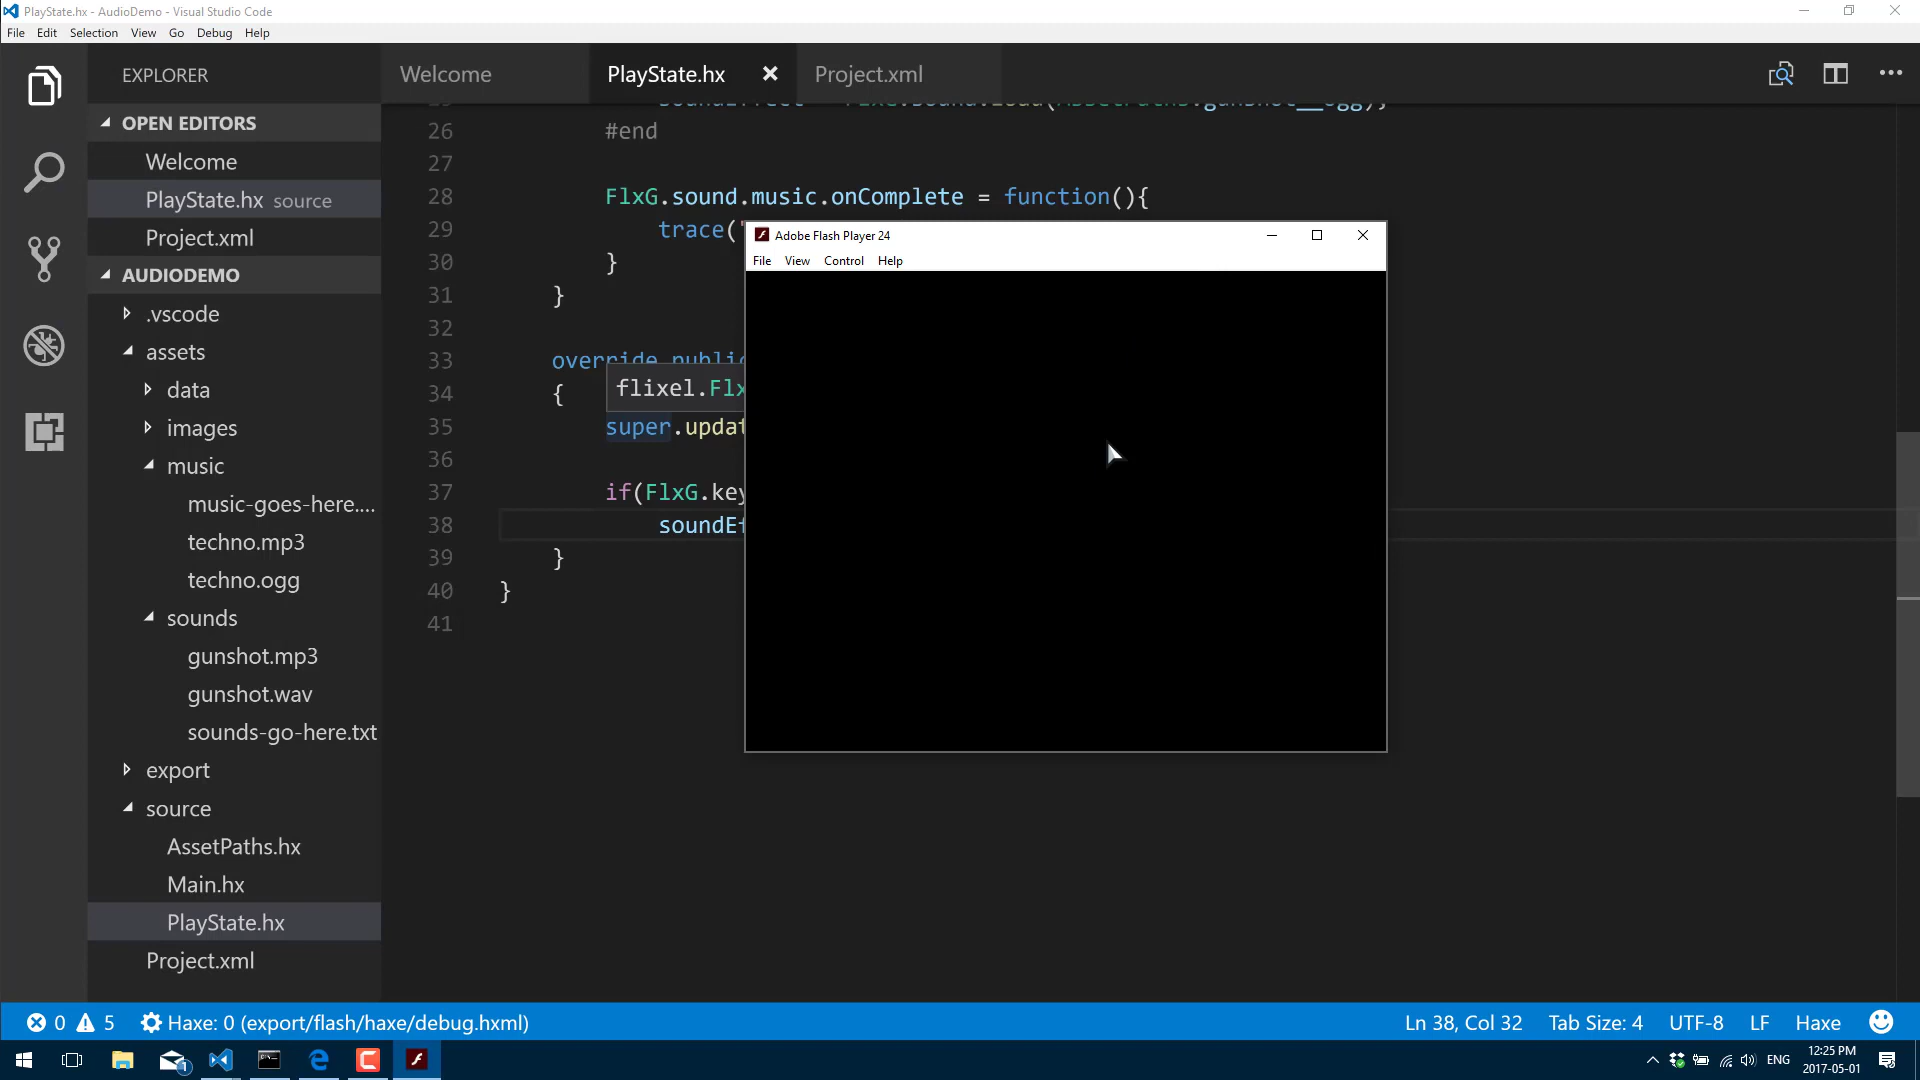 PlayState.hx - AudioDemo - Visual Studio Code
File Edit Selection View Go Debug Help
EXPLORER
Welcome PlayState.hx Project.xml
OPEN EDITORS
Welcome
PlayState.hx source
Project.xml
AUDIODEMO
.vscode
assets
data
images
music
music-goes-here....
techno.mp3
techno.ogg
sounds
gunshot.mp3
gunshot.wav
sounds-go-here.txt
export
source
AssetPaths.hx
Main.hx
PlayState.hx
Project.xml
26 #end
27
28 FlxG.sound.music.onComplete = function(){
29 trace("
30 }
31 }
32
33 override public
34 {
flixel.Flx
35 super.updat
36
37 if(FlxG.key
38 soundEf
39 }
40 }
41
Adobe Flash Player 24
File View Control Help
0 5 Haxe: 0 (export/flash/haxe/debug.hxml)
Ln 38, Col 32 Tab Size: 4 UTF-8 LF Haxe
1
ENG
12:25 PM
2017-05-01